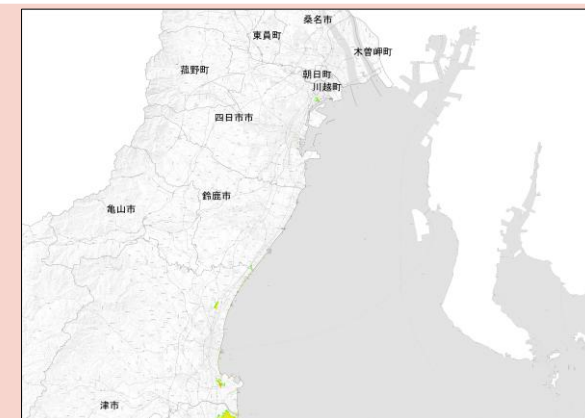 桑名市
東員町
木曽岬町
菰野町
朝日町
川越町
四日市市
鈴鹿市
亀山市
津市